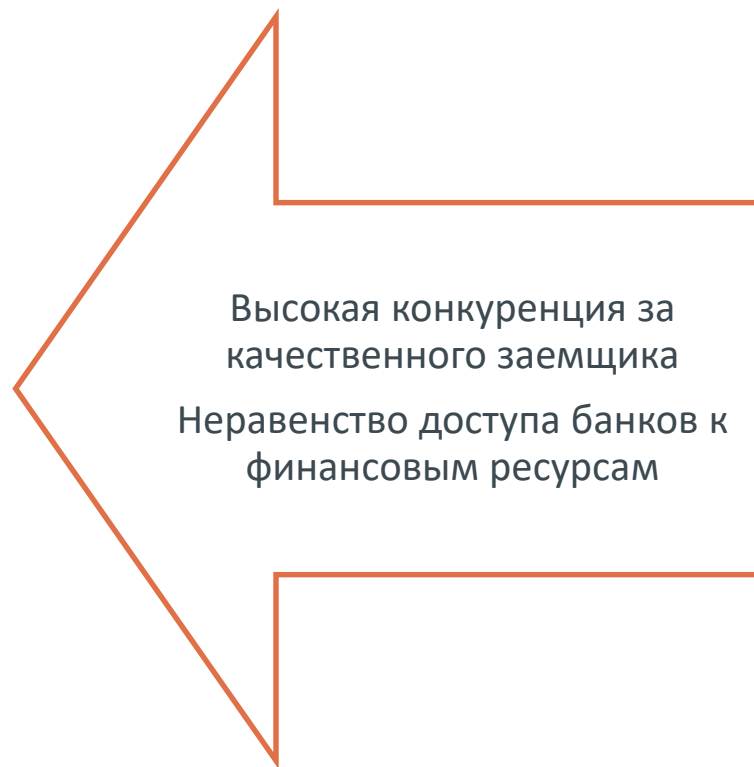 Высокая конкуренция за
качественного заемщика
Неравенство доступа банков к
финансовым ресурсам